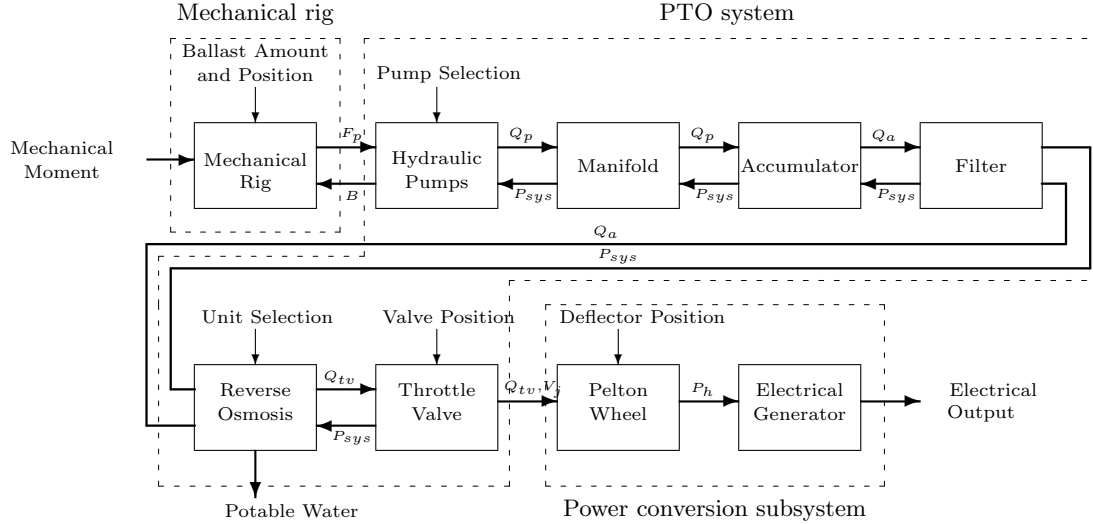 Mechanical rig
PTO system
Ballast Amount
and Position
Pump Selection
Mechanical
Moment
Mechanical
Rig
F_p
B
Hydraulic
Pumps
Q_p
P_sys
Manifold
Q_p
P_sys
Accumulator
Q_a
P_sys
Filter
Q_a
P_sys
Unit Selection
Valve Position
Deflector Position
Reverse
Osmosis
Q_tv
P_sys
Throttle
Valve
Q_tv, V_j
Pelton
Wheel
P_h
Electrical
Generator
Electrical
Output
Potable Water
Power conversion subsystem